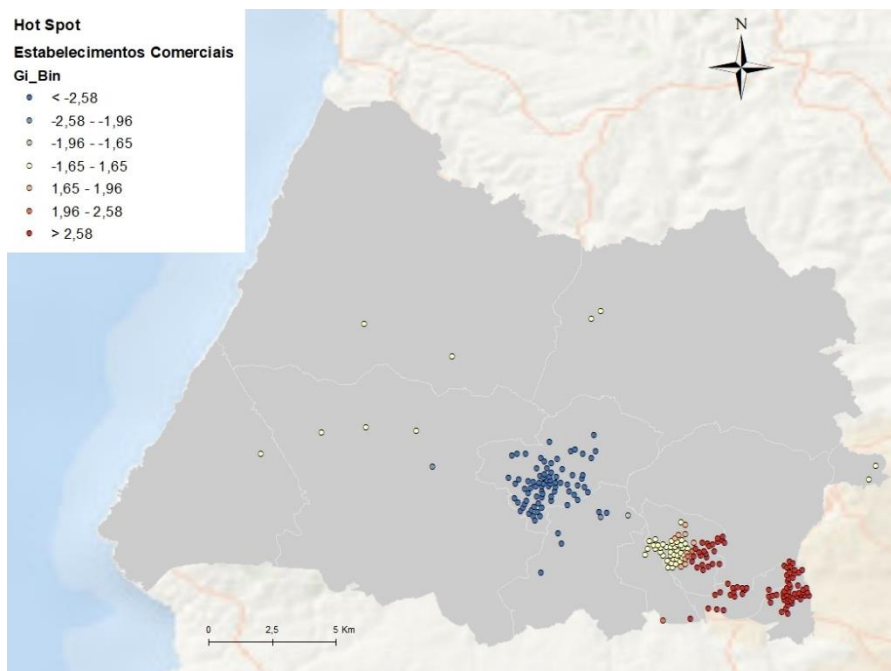 Hot Spot
Estabelecimentos Comerciais
Gi_Bin
< -2,58
-2,58 - -1,96
-1,96 - -1,65
-1,65 - 1,65
1,65 - 1,96
1,96 - 2,58
> 2,58
N
0 2,5 5 Km